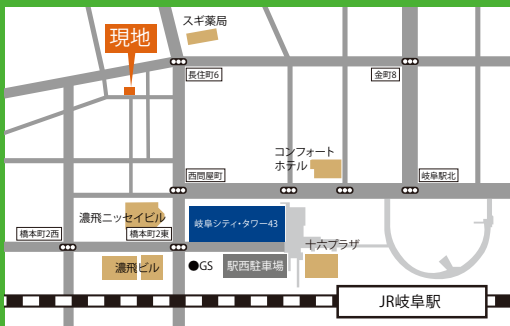 スギ薬局
現地
長住町6
金町8
コンフォート
ホテル
西問屋町
岐阜駅北
濃飛ニッセイビル
岐阜シティ・タワー43
橋本町2西
橋本町2東
十六プラザ
濃飛ビル
●GS
駅西駐車場
JR岐阜駅